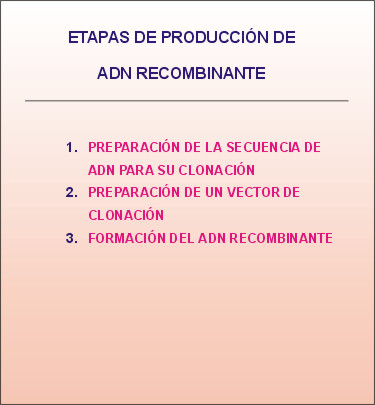 ETAPAS DE PRODUCCIÓN DE
ADN RECOMBINANTE
1. PREPARACIÓN DE LA SECUENCIA DE
ADN PARA SU CLONACIÓN
2. PREPARACIÓN DE UN VECTOR DE
CLONACIÓN
3. FORMACIÓN DEL ADN RECOMBINANTE